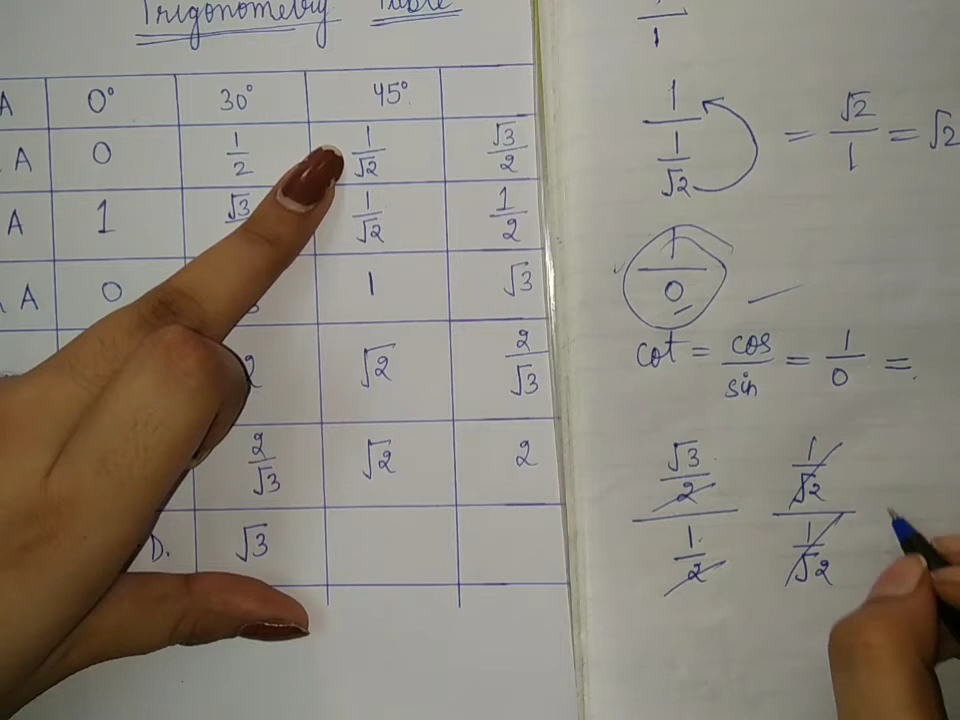 Trigonometry Table
A 0° 30° 45°
A 0 1/2 1/√2 √3/2
A 1 √3 1/√2 1/2
A 0 1 √3
2 √2 2/√3
2/√3 √2 2
D. √3
1
1/(1/√2) = √2/1 = √2
1/0
cot = cos/sin = 1/0 =
(√3/2)/(1/2) (1/√2)/(1/√2)